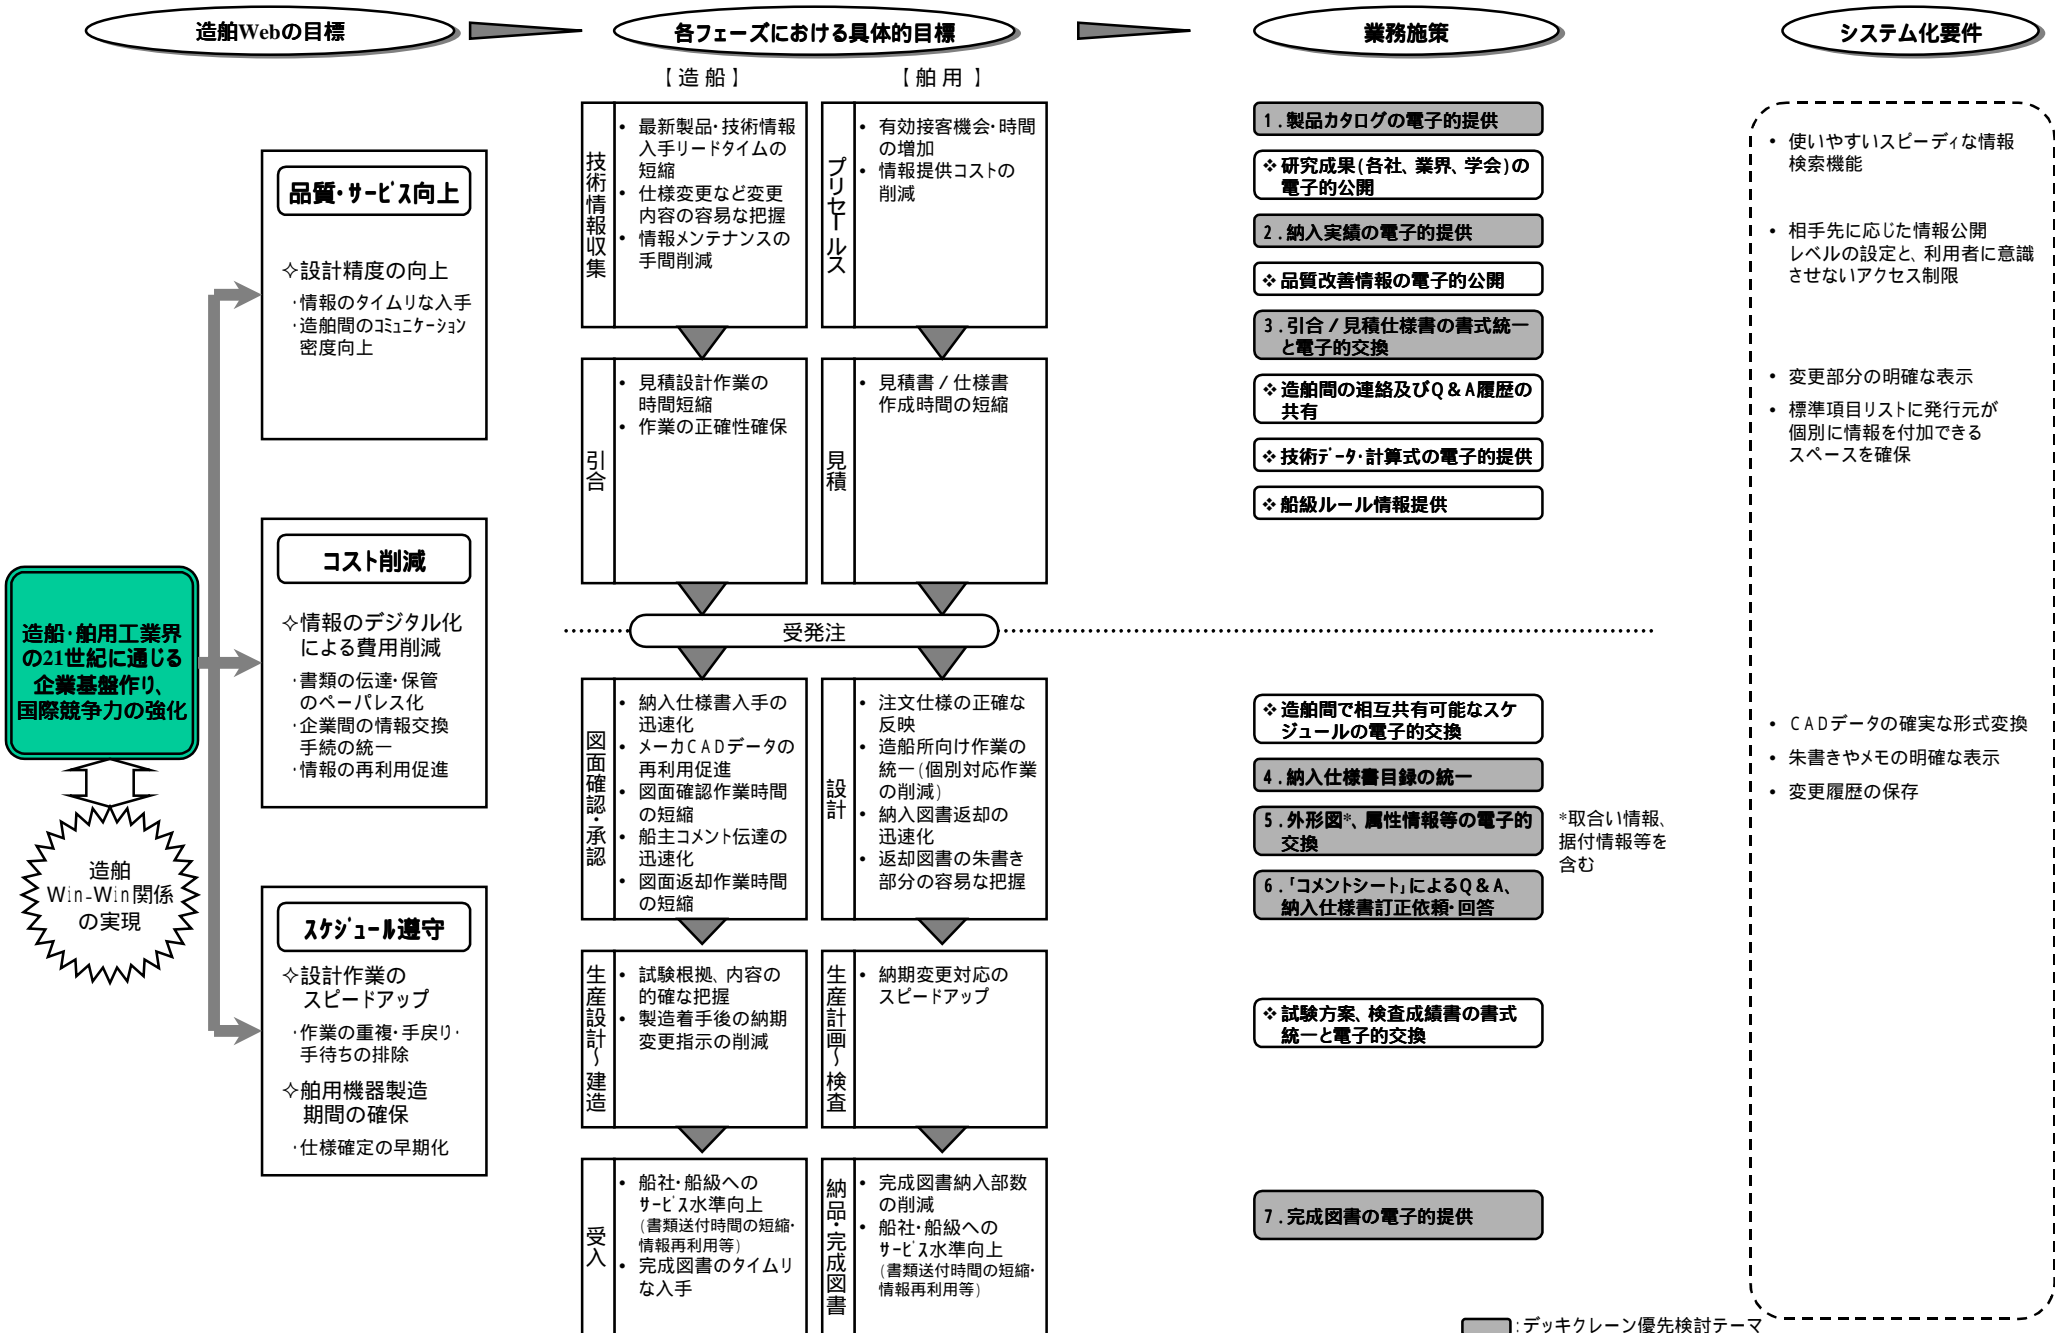 造舶Webの目標
各フェーズにおける具体的目標
業務施策
システム化要件
【造船】
【舶用】
造船・舶用工業界
の21世紀に通じる
企業基盤作り、
国際競争力の強化
造舶
Win-Win関係
の実現
品質・サービス向上
✧設計精度の向上
・情報のタイムリな入手
・造舶間のコミュニケーション
密度向上
コスト削減
✧情報のデジタル化
による費用削減
・書類の伝達・保管
のペーパレス化
・企業間の情報交換
手続の統一
・情報の再利用促進
スケジュール遵守
✧設計作業の
スピードアップ
・作業の重複・手戻り・
手待ちの排除
✧舶用機器製造
期間の確保
・仕様確定の早期化
技術情報収集
• 最新製品・技術情報
入手リードタイムの
短縮
• 仕様変更など変更
内容の容易な把握
• 情報メンテナンスの
手間削減
プリセールス
• 有効接客機会・時間
の増加
• 情報提供コストの
削減
引合
• 見積設計作業の
時間短縮
• 作業の正確性確保
見積
• 見積書/仕様書
作成時間の短縮
受発注
図面確認・承認
• 納入仕様書入手の
迅速化
• メーカCADデータの
再利用促進
• 図面確認作業時間
の短縮
• 船主コメント伝達の
迅速化
• 図面返却作業時間
の短縮
設計
• 注文仕様の正確な
反映
• 造船所向け作業の
統一(個別対応作業
の削減)
• 納入図書返却の
迅速化
• 返却図書の朱書き
部分の容易な把握
生産設計~建造
• 試験根拠、内容の
的確な把握
• 製造着手後の納期
変更指示の削減
生産計画~検査
• 納期変更対応の
スピードアップ
受入
• 船社・船級への
サービス水準向上
(書類送付時間の短縮・
情報再利用等)
• 完成図書のタイムリ
な入手
納品・完成図書
• 完成図書納入部数
の削減
• 船社・船級への
サービス水準向上
(書類送付時間の短縮・
情報再利用等)
1.製品カタログの電子的提供
❖研究成果(各社、業界、学会)の
電子的公開
2.納入実績の電子的提供
❖品質改善情報の電子的公開
3.引合/見積仕様書の書式統一
と電子的交換
❖造舶間の連絡及びQ&A履歴の
共有
❖技術データ・計算式の電子的提供
❖船級ルール情報提供
❖造舶間で相互共有可能なスケ
ジュールの電子的交換
4.納入仕様書目録の統一
5.外形図*、属性情報等の電子的
交換
*取合い情報、
据付情報等を
含む
6.「コメントシート」によるQ&A、
納入仕様書訂正依頼・回答
❖試験方案、検査成績書の書式
統一と電子的交換
7.完成図書の電子的提供
• 使いやすいスピーディな情報
検索機能
• 相手先に応じた情報公開
レベルの設定と、利用者に意識
させないアクセス制限
• 変更部分の明確な表示
• 標準項目リストに発行元が
個別に情報を付加できる
スペースを確保
• CADデータの確実な形式変換
• 朱書きやメモの明確な表示
• 変更履歴の保存
:デッキクレーン優先検討テーマ